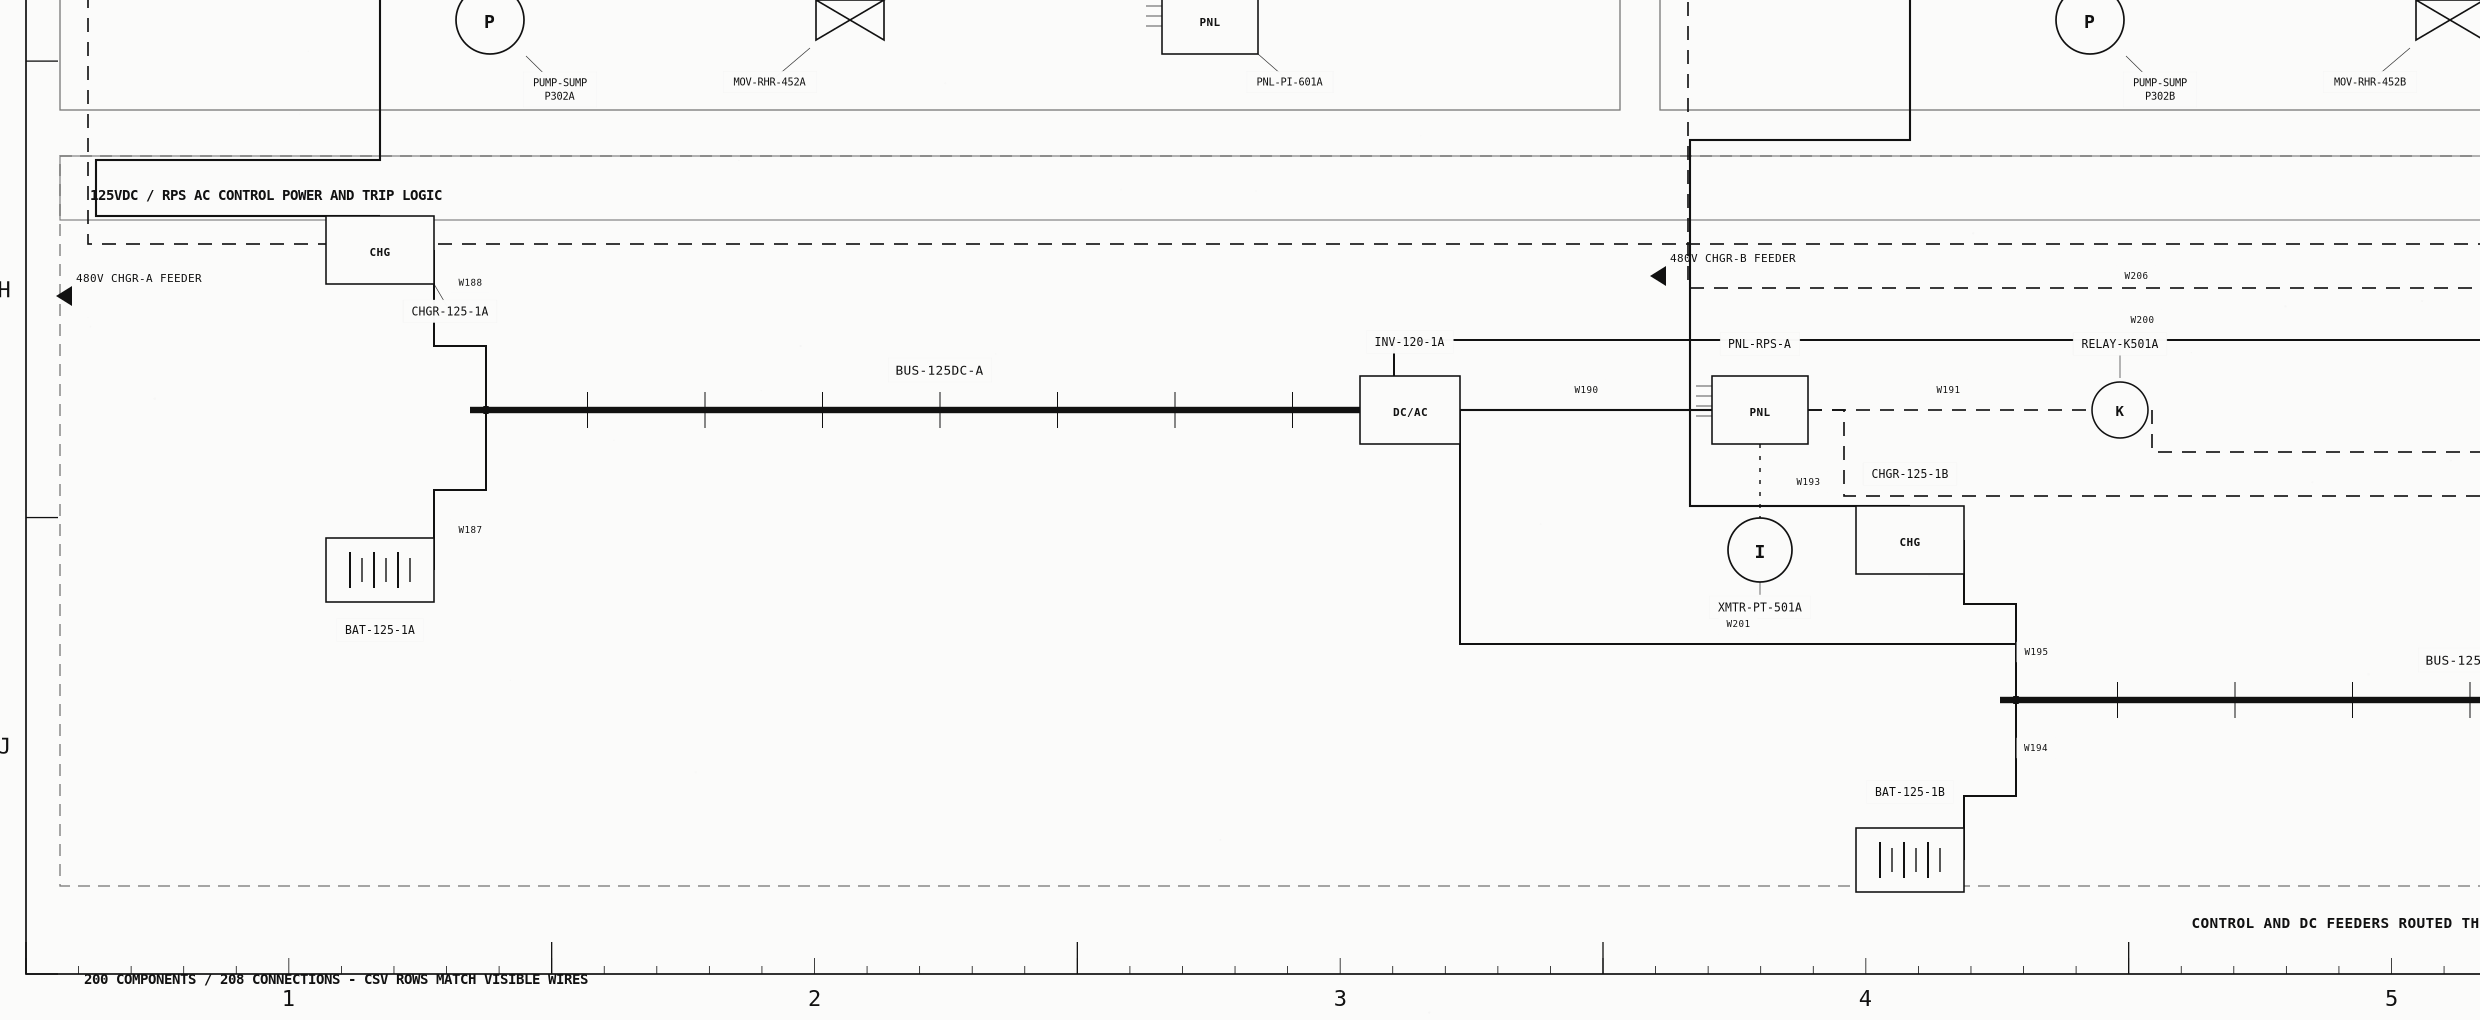 P
PUMP-SUMP
P302A
MOV-RHR-452A
PNL
PNL-PI-601A
P
PUMP-SUMP
P302B
MOV-RHR-452B
125VDC / RPS AC CONTROL POWER AND TRIP LOGIC
CHG
480V CHGR-A FEEDER
W188
CHGR-125-1A
480V CHGR-B FEEDER
W206
W200
H
INV-120-1A
PNL-RPS-A
RELAY-K501A
BUS-125DC-A
DC/AC
W190
PNL
W191
K
W193
CHGR-125-1B
W187
I
CHG
XMTR-PT-501A
W201
BAT-125-1A
W195
BUS-125
J
W194
BAT-125-1B
CONTROL AND DC FEEDERS ROUTED TH
200 COMPONENTS / 208 CONNECTIONS - CSV ROWS MATCH VISIBLE WIRES
1
2
3
4
5